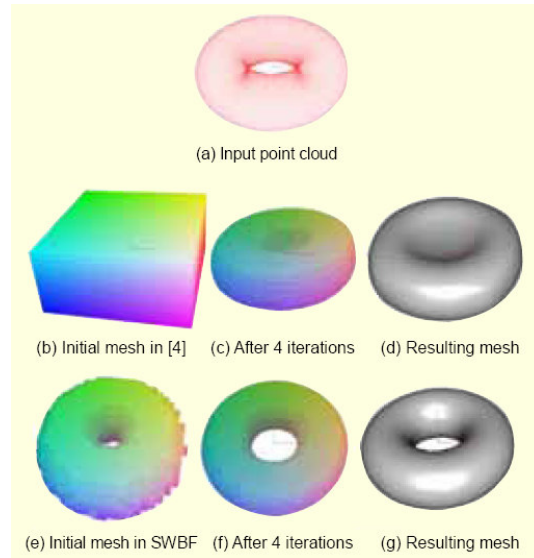 (a) Input point cloud
(b) Initial mesh in [4] (c) After 4 iterations (d) Resulting mesh
(e) Initial mesh in SWBF (f) After 4 iterations (g) Resulting mesh